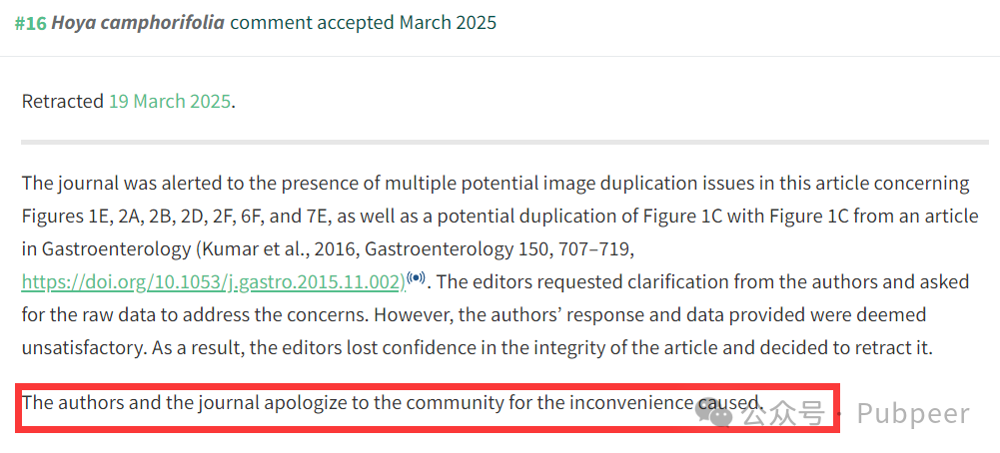 #16 Hoya camphorifolia comment accepted March 2025
Retracted 19 March 2025.
The journal was alerted to the presence of multiple potential image duplication issues in this article concerning
Figures 1E, 2A, 2B, 2D, 2F, 6F, and 7E, as well as a potential duplication of Figure 1C with Figure 1C from an article
in Gastroenterology (Kumar et al., 2016, Gastroenterology 150, 707–719,
https://doi.org/10.1053/j.gastro.2015.11.002). The editors requested clarification from the authors and asked
for the raw data to address the concerns. However, the authors’ response and data provided were deemed
unsatisfactory. As a result, the editors lost confidence in the integrity of the article and decided to retract it.
The authors and the journal apologize to the community for the inconvenience caused.
公众号 · Pubpeer